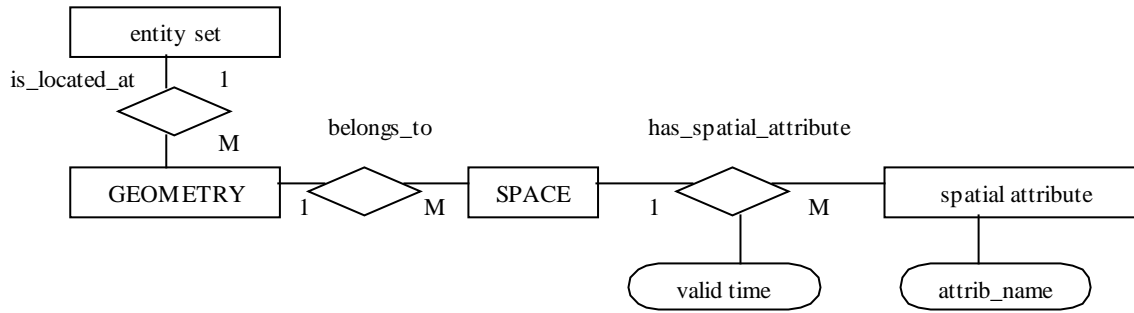 entity set
is_located_at
1
M
belongs_to
has_spatial_attribute
GEOMETRY
1
M
SPACE
1
M
spatial attribute
valid time
attrib_name